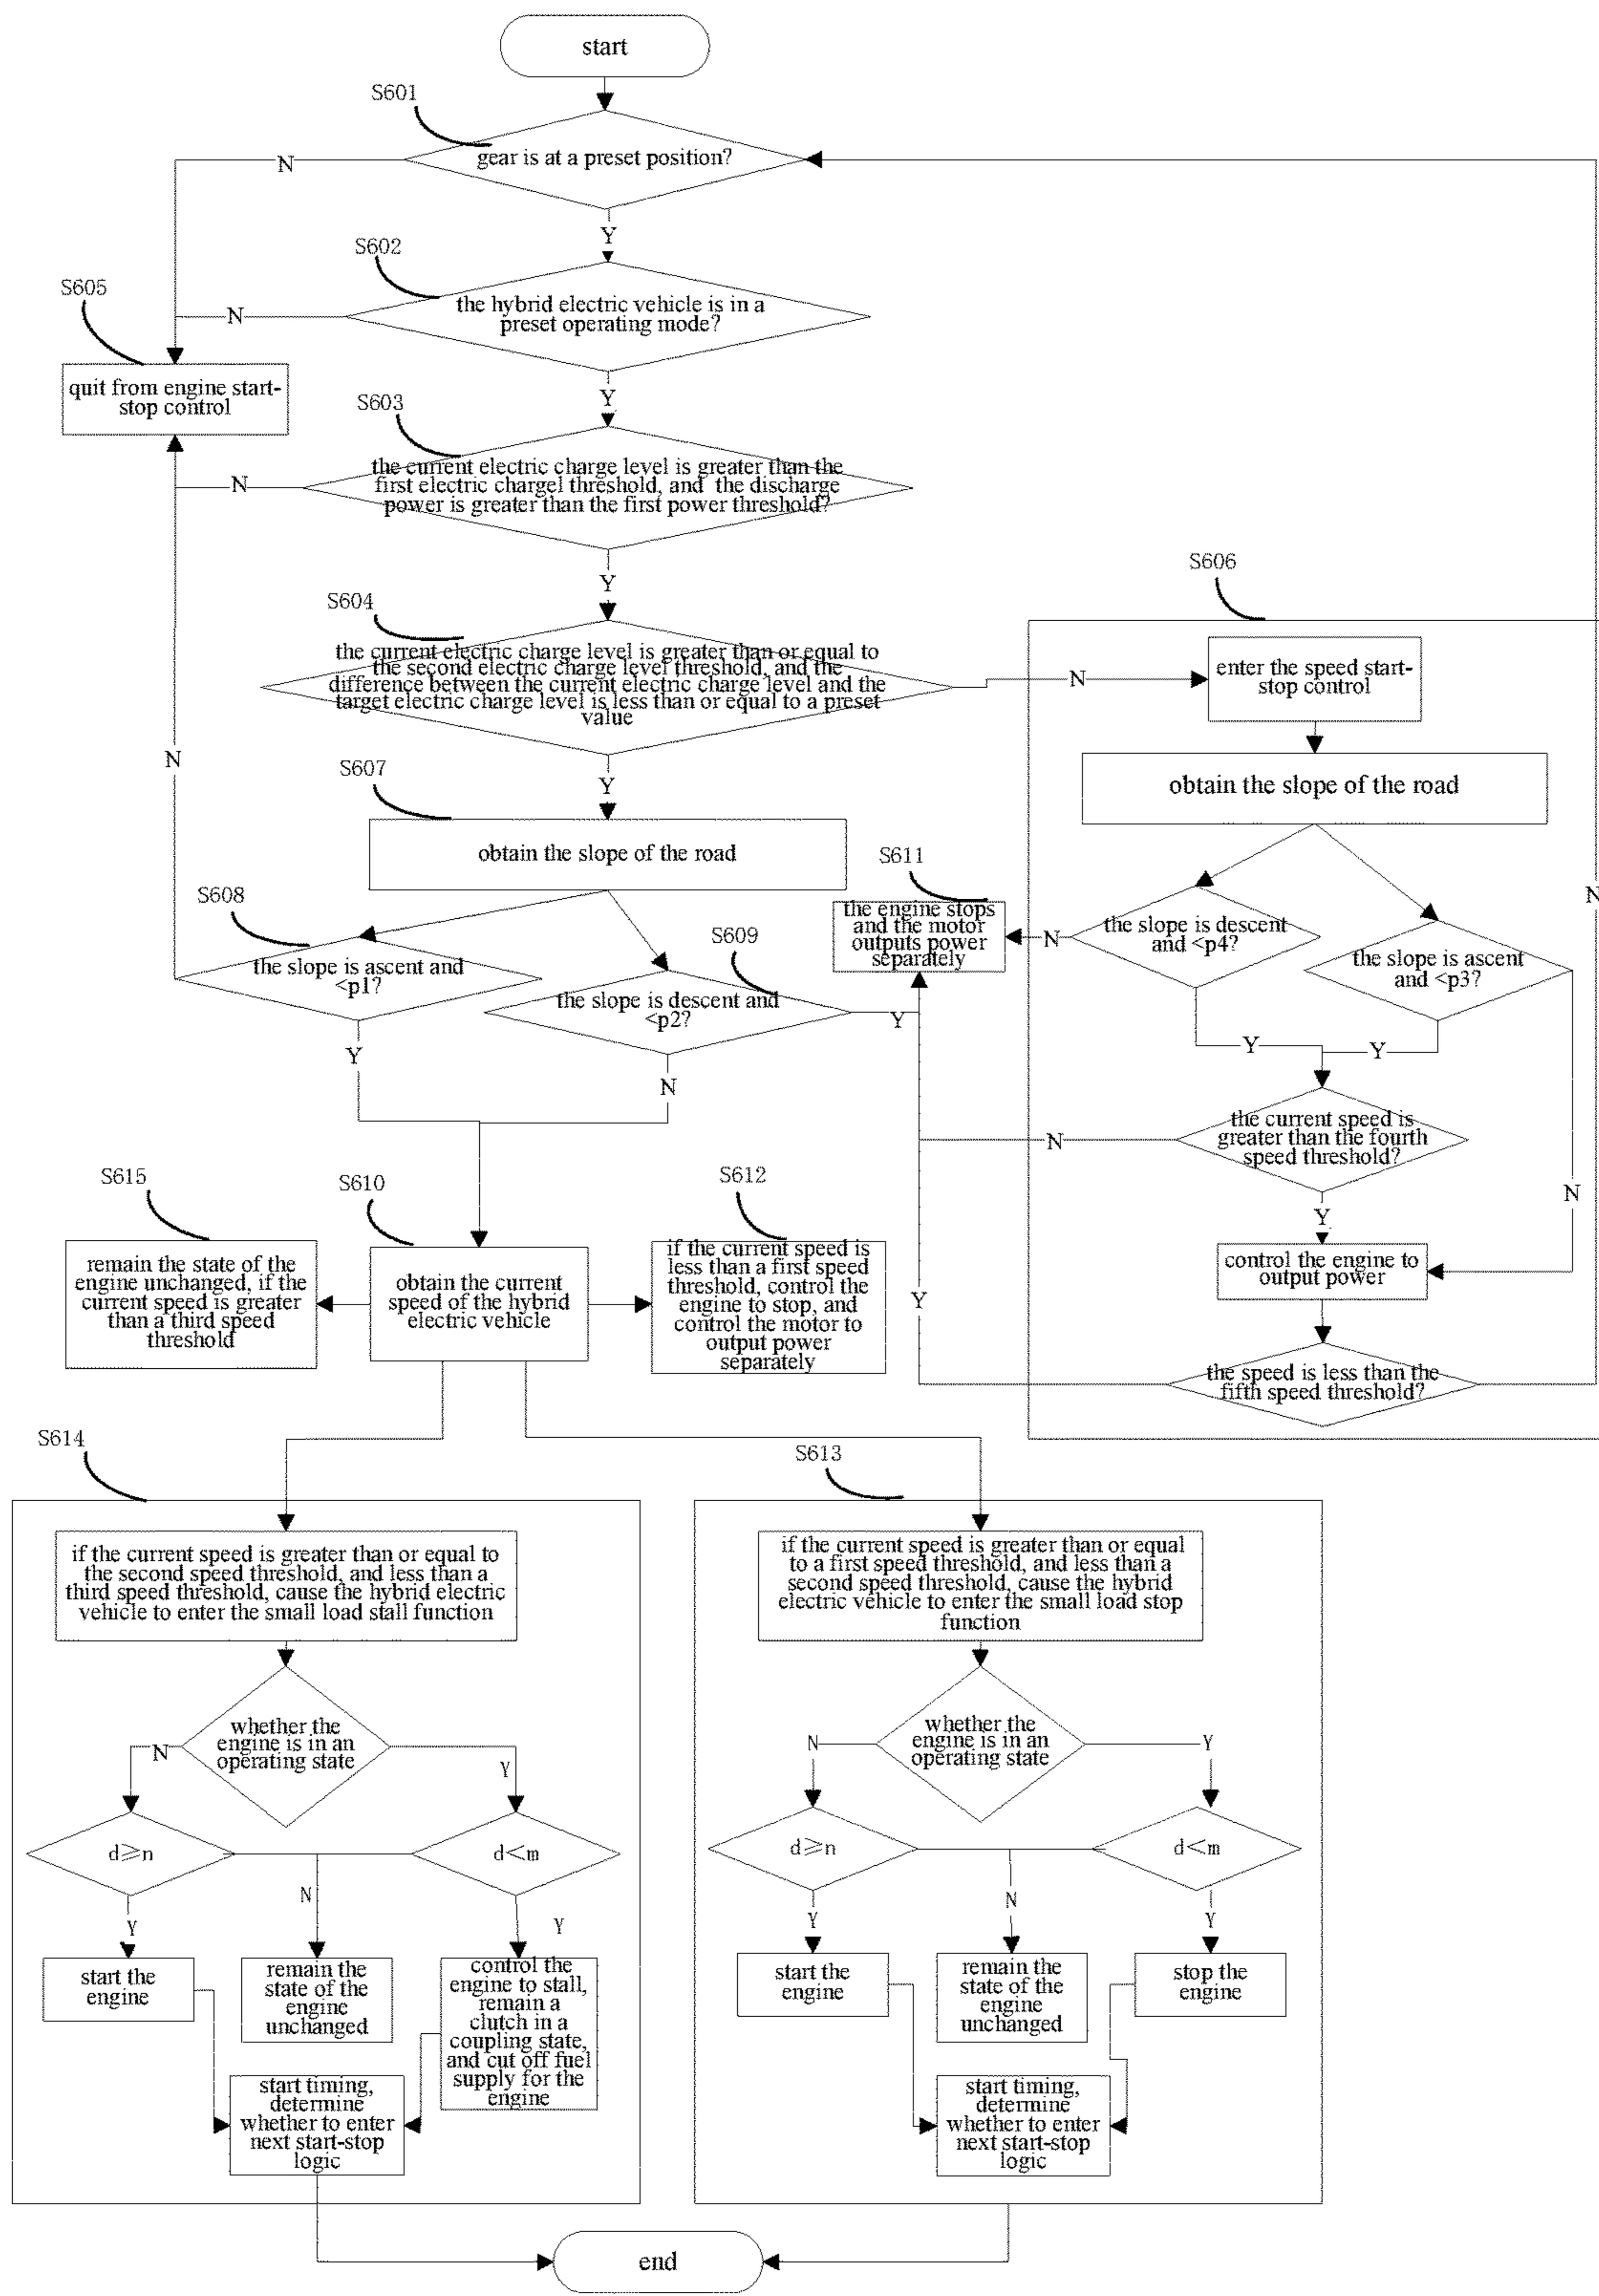 start
S601
gear is at a preset position?
N
Y
S602
the hybrid electric vehicle is in a
preset operating mode?
N
S605
quit from engine start-
stop control
Y
S603
the current electric charge level is greater than the
first electric chargel threshold, and the discharge
power is greater than the first power threshold?
N
Y
S604
the current electric charge level is greater than or equal to
the second electric charge level threshold, and the
difference between the current electric charge level and the
target electric charge level is less than or equal to a preset
value
N
Y
S606
enter the speed start-
stop control
obtain the slope of the road
the slope is descent
and <p4?
N
the slope is ascent
and <p3?
Y
Y
N
N
the current speed is
greater than the fourth
speed threshold?
N
Y
control the engine to
output power
the speed is less than the
fifth speed threshold?
Y
S607
obtain the slope of the road
S608
the slope is ascent and
<p1?
N
Y
S609
the slope is descent and
<p2?
Y
N
S611
the engine stops
and the motor
outputs power
separately
S615
remain the state of the
engine unchanged, if the
current speed is greater
than a third speed
threshold
S610
obtain the current
speed of the hybrid
electric vehicle
S612
if the current speed is
less than a first speed
threshold, control the
engine to stop, and
control the motor to
output power
separately
S614
if the current speed is greater than or equal to
the second speed threshold, and less than a
third speed threshold, cause the hybrid electric
vehicle to enter the small load stall function
whether the
engine is in an
operating state
N
Y
d≥n
d<m
N
Y
Y
start the
engine
remain the
state of the
engine
unchanged
control the
engine to stall,
remain a
clutch in a
coupling state,
and cut off fuel
supply for the
engine
start timing,
determine
whether to enter
next start-stop
logic
S613
if the current speed is greater than or equal
to a first speed threshold, and less than a
second speed threshold, cause the hybrid
electric vehicle to enter the small load stop
function
whether the
engine is in an
operating state
N
Y
d≥n
d<m
Y
N
Y
start the
engine
remain the
state of the
engine
unchanged
stop the
engine
start timing,
determine
whether to enter
next start-stop
logic
end